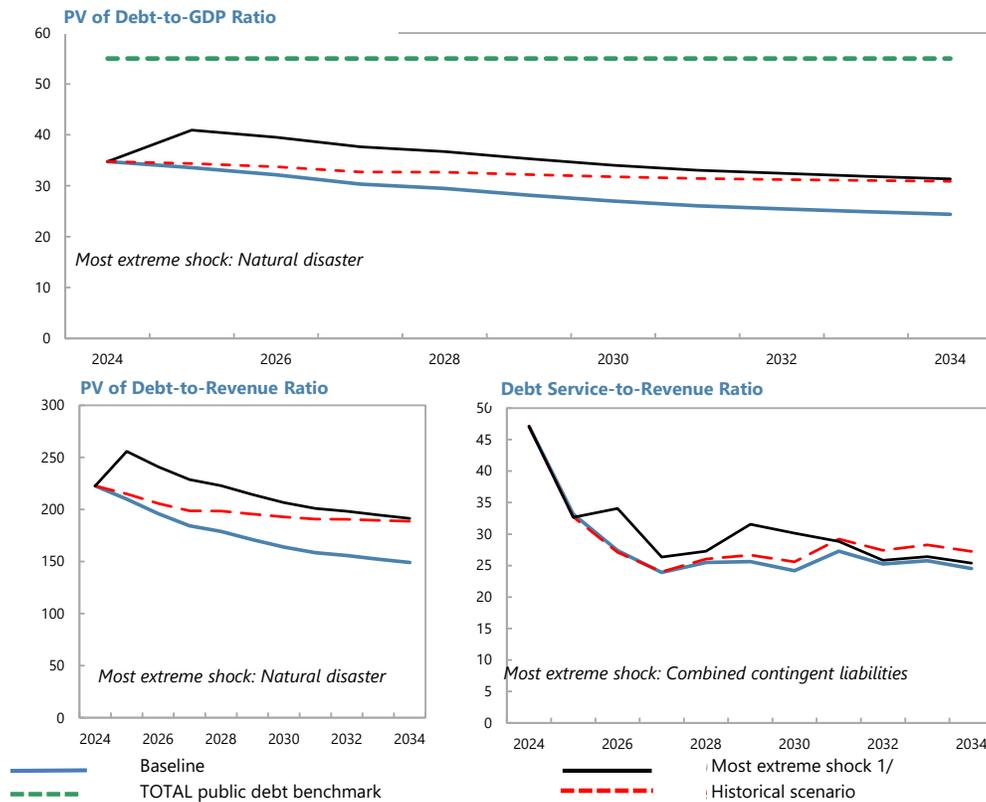 PV of Debt-to-GDP Ratio
60
50
40
30
20
10
0
Most extreme shock: Natural disaster
2024 2026 2028 2030 2032 2034
PV of Debt-to-Revenue Ratio
300
250
200
150
100
50
0
Most extreme shock: Natural disaster
2024 2026 2028 2030 2032 2034
Debt Service-to-Revenue Ratio
50
45
40
35
30
25
20
15
10
5
0
Most extreme shock: Combined contingent liabilities
2024 2026 2028 2030 2032 2034
Baseline
TOTAL public debt benchmark
Most extreme shock 1/
Historical scenario